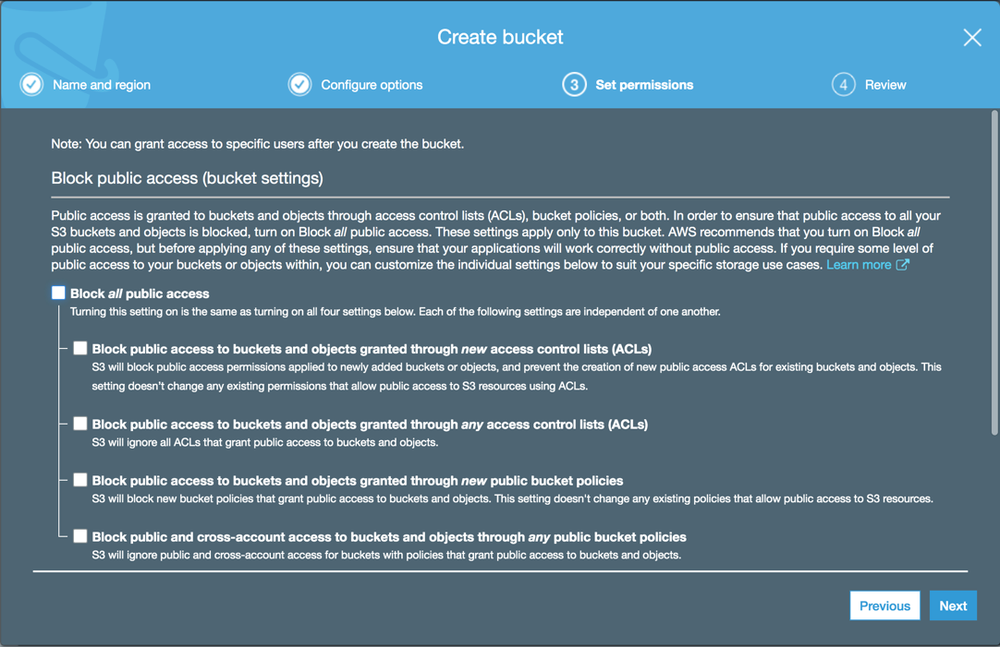 Create bucket
Name and region
Configure options
3 Set permissions
4 Review
Note: You can grant access to specific users after you create the bucket.
Block public access (bucket settings)
Public access is granted to buckets and objects through access control lists (ACLs), bucket policies, or both. In order to ensure that public access to all your
S3 buckets and objects is blocked, turn on Block all public access. These settings apply only to this bucket. AWS recommends that you turn on Block all
public access, but before applying any of these settings, ensure that your applications will work correctly without public access. If you require some level of
public access to your buckets or objects within, you can customize the individual settings below to suit your specific storage use cases. Learn more
Block all public access
Turning this setting on is the same as turning on all four settings below. Each of the following settings are independent of one another.
Block public access to buckets and objects granted through new access control lists (ACLs)
S3 will block public access permissions applied to newly added buckets or objects, and prevent the creation of new public access ACLs for existing buckets and objects. This
setting doesn't change any existing permissions that allow public access to S3 resources using ACLs.
Block public access to buckets and objects granted through any access control lists (ACLs)
S3 will ignore all ACLs that grant public access to buckets and objects.
Block public access to buckets and objects granted through new public bucket policies
S3 will block new bucket policies that grant public access to buckets and objects. This setting doesn't change any existing policies that allow public access to S3 resources.
Block public and cross-account access to buckets and objects through any public bucket policies
S3 will ignore public and cross-account access for buckets with policies that grant public access to buckets and objects.
Previous
Next